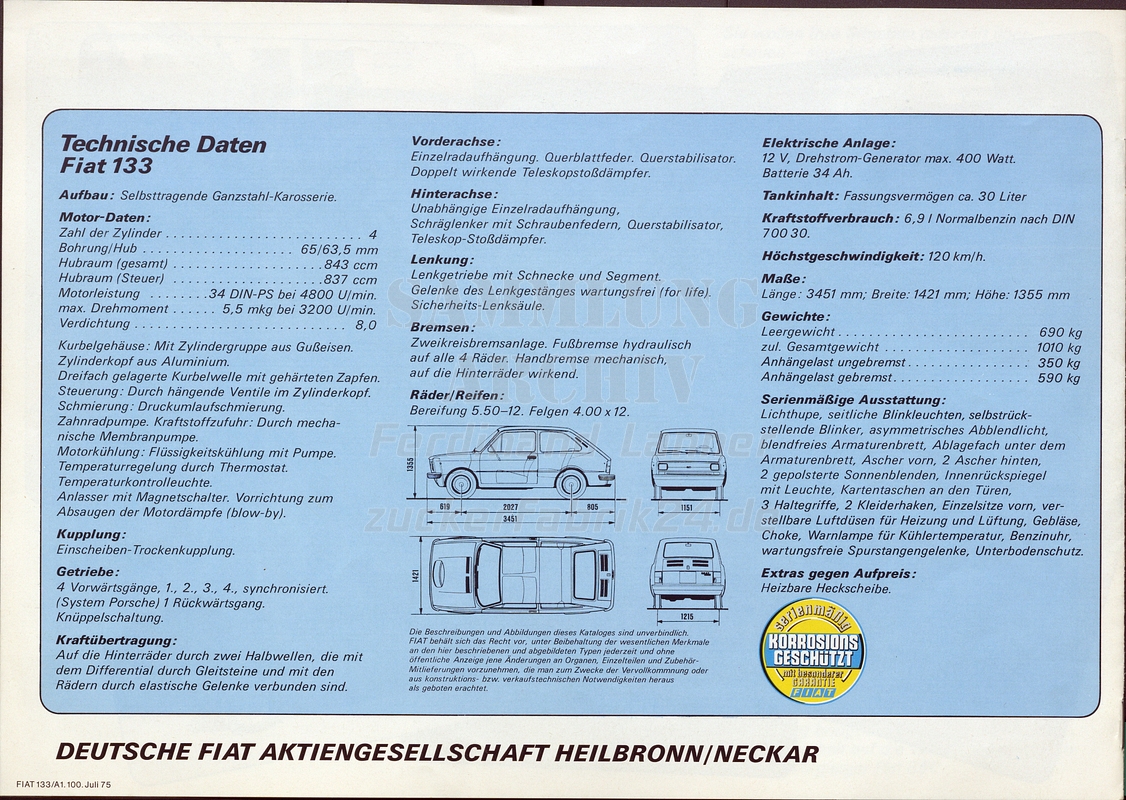 Technische Daten
Fiat 133
Aufbau: Selbsttragende Ganzstahl-Karosserie.
Motor-Daten:
Zahl der Zylinder . . . . . . . . . . . . . . . . . . . . . . . . . . 4
Bohrung/Hub . . . . . . . . . . . . . . . . . . . 65/63,5 mm
Hubraum (gesamt) . . . . . . . . . . . . . . . . . . . 843 ccm
Hubraum (Steuer) . . . . . . . . . . . . . . . . . . . 837 ccm
Motorleistung . . . . . . . . 34 DIN-PS bei 4800 U/min.
max. Drehmoment . . . . . . 5,5 mkg bei 3200 U/min.
Verdichtung . . . . . . . . . . . . . . . . . . . . . . . . . . . 8,0
Kurbelgehäuse: Mit Zylindergruppe aus Gußeisen.
Zylinderkopf aus Aluminium.
Dreifach gelagerte Kurbelwelle mit gehärteten Zapfen.
Steuerung: Durch hängende Ventile im Zylinderkopf.
Schmierung: Druckumlaufschmierung.
Zahnradpumpe. Kraftstoffzufuhr: Durch mecha-
nische Membranpumpe.
Motorkühlung: Flüssigkeitskühlung mit Pumpe.
Temperaturregelung durch Thermostat.
Temperaturkontrolleuchte.
Anlasser mit Magnetschalter. Vorrichtung zum
Absaugen der Motordämpfe (blow-by).
Kupplung:
Einscheiben-Trockenkupplung.
Getriebe:
4 Vorwärtsgänge, 1., 2., 3., 4., synchronisiert.
(System Porsche) 1 Rückwärtsgang.
Knüppelschaltung.
Kraftübertragung:
Auf die Hinterräder durch zwei Halbwellen, die mit
dem Differential durch Gleitsteine und mit den
Rädern durch elastische Gelenke verbunden sind.
Vorderachse:
Einzelradaufhängung. Querblattfeder. Querstabilisator.
Doppelt wirkende Teleskopstoßdämpfer.
Hinterachse:
Unabhängige Einzelradaufhängung,
Schräglenker mit Schraubenfedern, Querstabilisator,
Teleskop-Stoßdämpfer.
Lenkung:
Lenkgetriebe mit Schnecke und Segment.
Gelenke des Lenkgestänges wartungsfrei (for life).
Sicherheits-Lenksäule.
Bremsen:
Zweikreisbremsanlage. Fußbremse hydraulisch
auf alle 4 Räder. Handbremse mechanisch,
auf die Hinterräder wirkend.
Räder/Reifen:
Bereifung 5.50–12. Felgen 4.00 x 12.
1355
619 2027 805
3451
1151
1421
1215
Die Beschreibungen und Abbildungen dieses Kataloges sind unverbindlich.
FIAT behält sich das Recht vor, unter Beibehaltung der wesentlichen Merkmale
an den hier beschriebenen und abgebildeten Typen jederzeit und ohne
öffentliche Anzeige jene Änderungen an Organen, Einzelteilen und Zubehör-
Mitlieferungen vorzunehmen, die man zum Zwecke der Vervollkommnung oder
aus konstruktions- bzw. verkaufstechnischen Notwendigkeiten heraus
als geboten erachtet.
Elektrische Anlage:
12 V, Drehstrom-Generator max. 400 Watt.
Batterie 34 Ah.
Tankinhalt: Fassungsvermögen ca. 30 Liter
Kraftstoffverbrauch: 6,9 l Normalbenzin nach DIN
700 30.
Höchstgeschwindigkeit: 120 km/h.
Maße:
Länge: 3451 mm; Breite: 1421 mm; Höhe: 1355 mm
Gewichte:
Leergewicht . . . . . . . . . . . . . . . . . . . . . . . . . 690 kg
zul. Gesamtgewicht . . . . . . . . . . . . . . . . . . . 1010 kg
Anhängelast ungebremst . . . . . . . . . . . . . . . . 350 kg
Anhängelast gebremst . . . . . . . . . . . . . . . . . . 590 kg
Serienmäßige Ausstattung:
Lichthupe, seitliche Blinkleuchten, selbstrück-
stellende Blinker, asymmetrisches Abblendlicht,
blendfreies Armaturenbrett, Ablagefach unter dem
Armaturenbrett, Ascher vorn, 2 Ascher hinten,
2 gepolsterte Sonnenblenden, Innenrückspiegel
mit Leuchte, Kartentaschen an den Türen,
3 Haltegriffe, 2 Kleiderhaken, Einzelsitze vorn, ver-
stellbare Luftdüsen für Heizung und Lüftung, Gebläse,
Choke, Warnlampe für Kühlertemperatur, Benzinuhr,
wartungsfreie Spurstangengelenke, Unterbodenschutz.
Extras gegen Aufpreis:
Heizbare Heckscheibe.
serienmäßig
KORROSIONS
GESCHÜTZT
mit besonderer
GARANTIE
FIAT
SAMMLUNG
ARCHIV
Ferdinand Lange
zuckerfabrik24.de
DEUTSCHE FIAT AKTIENGESELLSCHAFT HEILBRONN/NECKAR
FIAT 133/A1.100. Juli 75